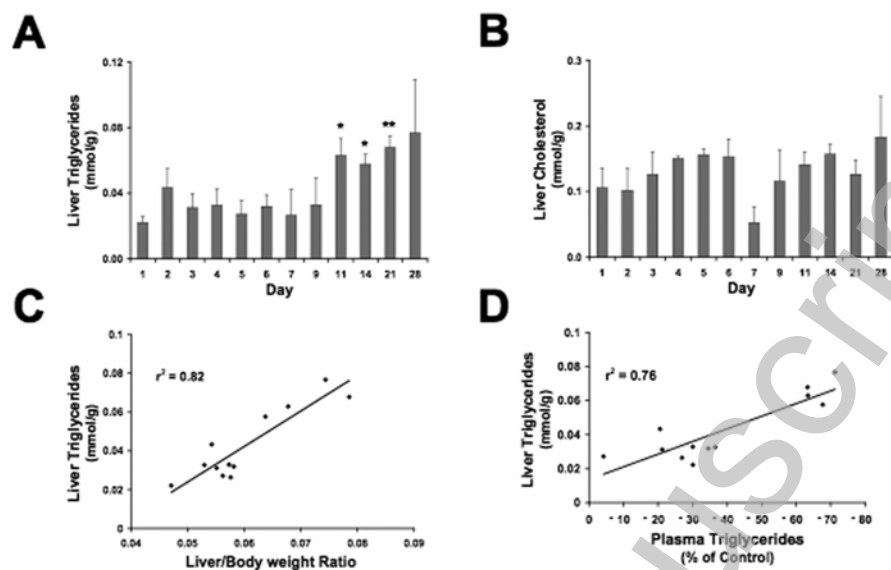 A
B
0.12
0.08
0.04
0.00
Liver Triglycerides
(mmol/g)
* * **
1 2 3 4 5 6 7 9 11 14 21 28
Day
0.3
0.2
0.1
0.0
Liver Cholesterol
(mmol/g)
1 2 3 4 5 6 7 9 11 14 21 28
Day
C
D
0.1
0.08
0.06
0.04
0.02
0
Liver Triglycerides
(mmol/g)
r² = 0.82
0.04 0.05 0.06 0.07 0.08 0.09
Liver/Body weight Ratio
0.1
0.08
0.06
0.04
0.02
0
Liver Triglycerides
(mmol/g)
r² = 0.76
0 - 10 - 20 - 30 - 40 - 50 - 60 - 70 - 80
Plasma Triglycerides
(% of Control)